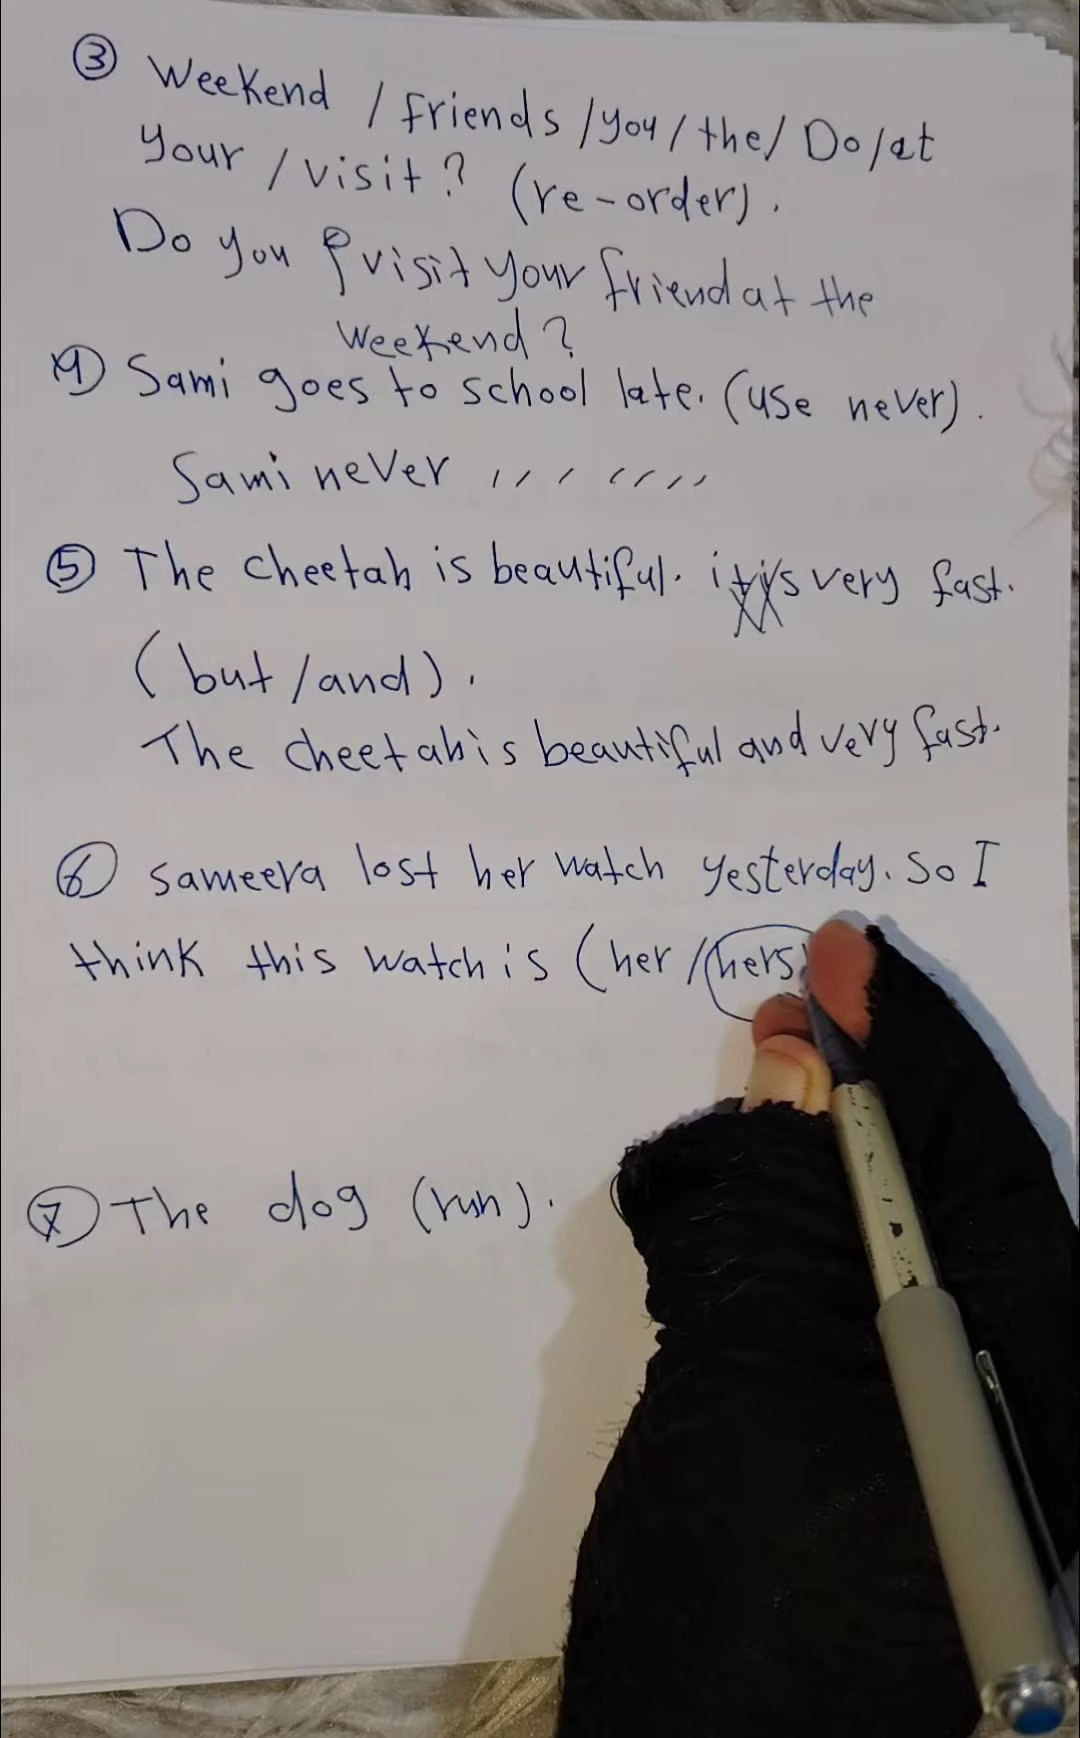 ③ Weekend / friends / you / the / Do / at
your / visit ? (re-order).
Do you visit your friend at the
weekend ?
④ Sami goes to school late. (use never).
Sami never
⑤ The cheetah is beautiful. it is very fast.
(but / and).
The cheetah is beautiful and very fast.
⑥ Sameera lost her watch yesterday. So I
think this watch is (her / hers
⑦ The dog (run).